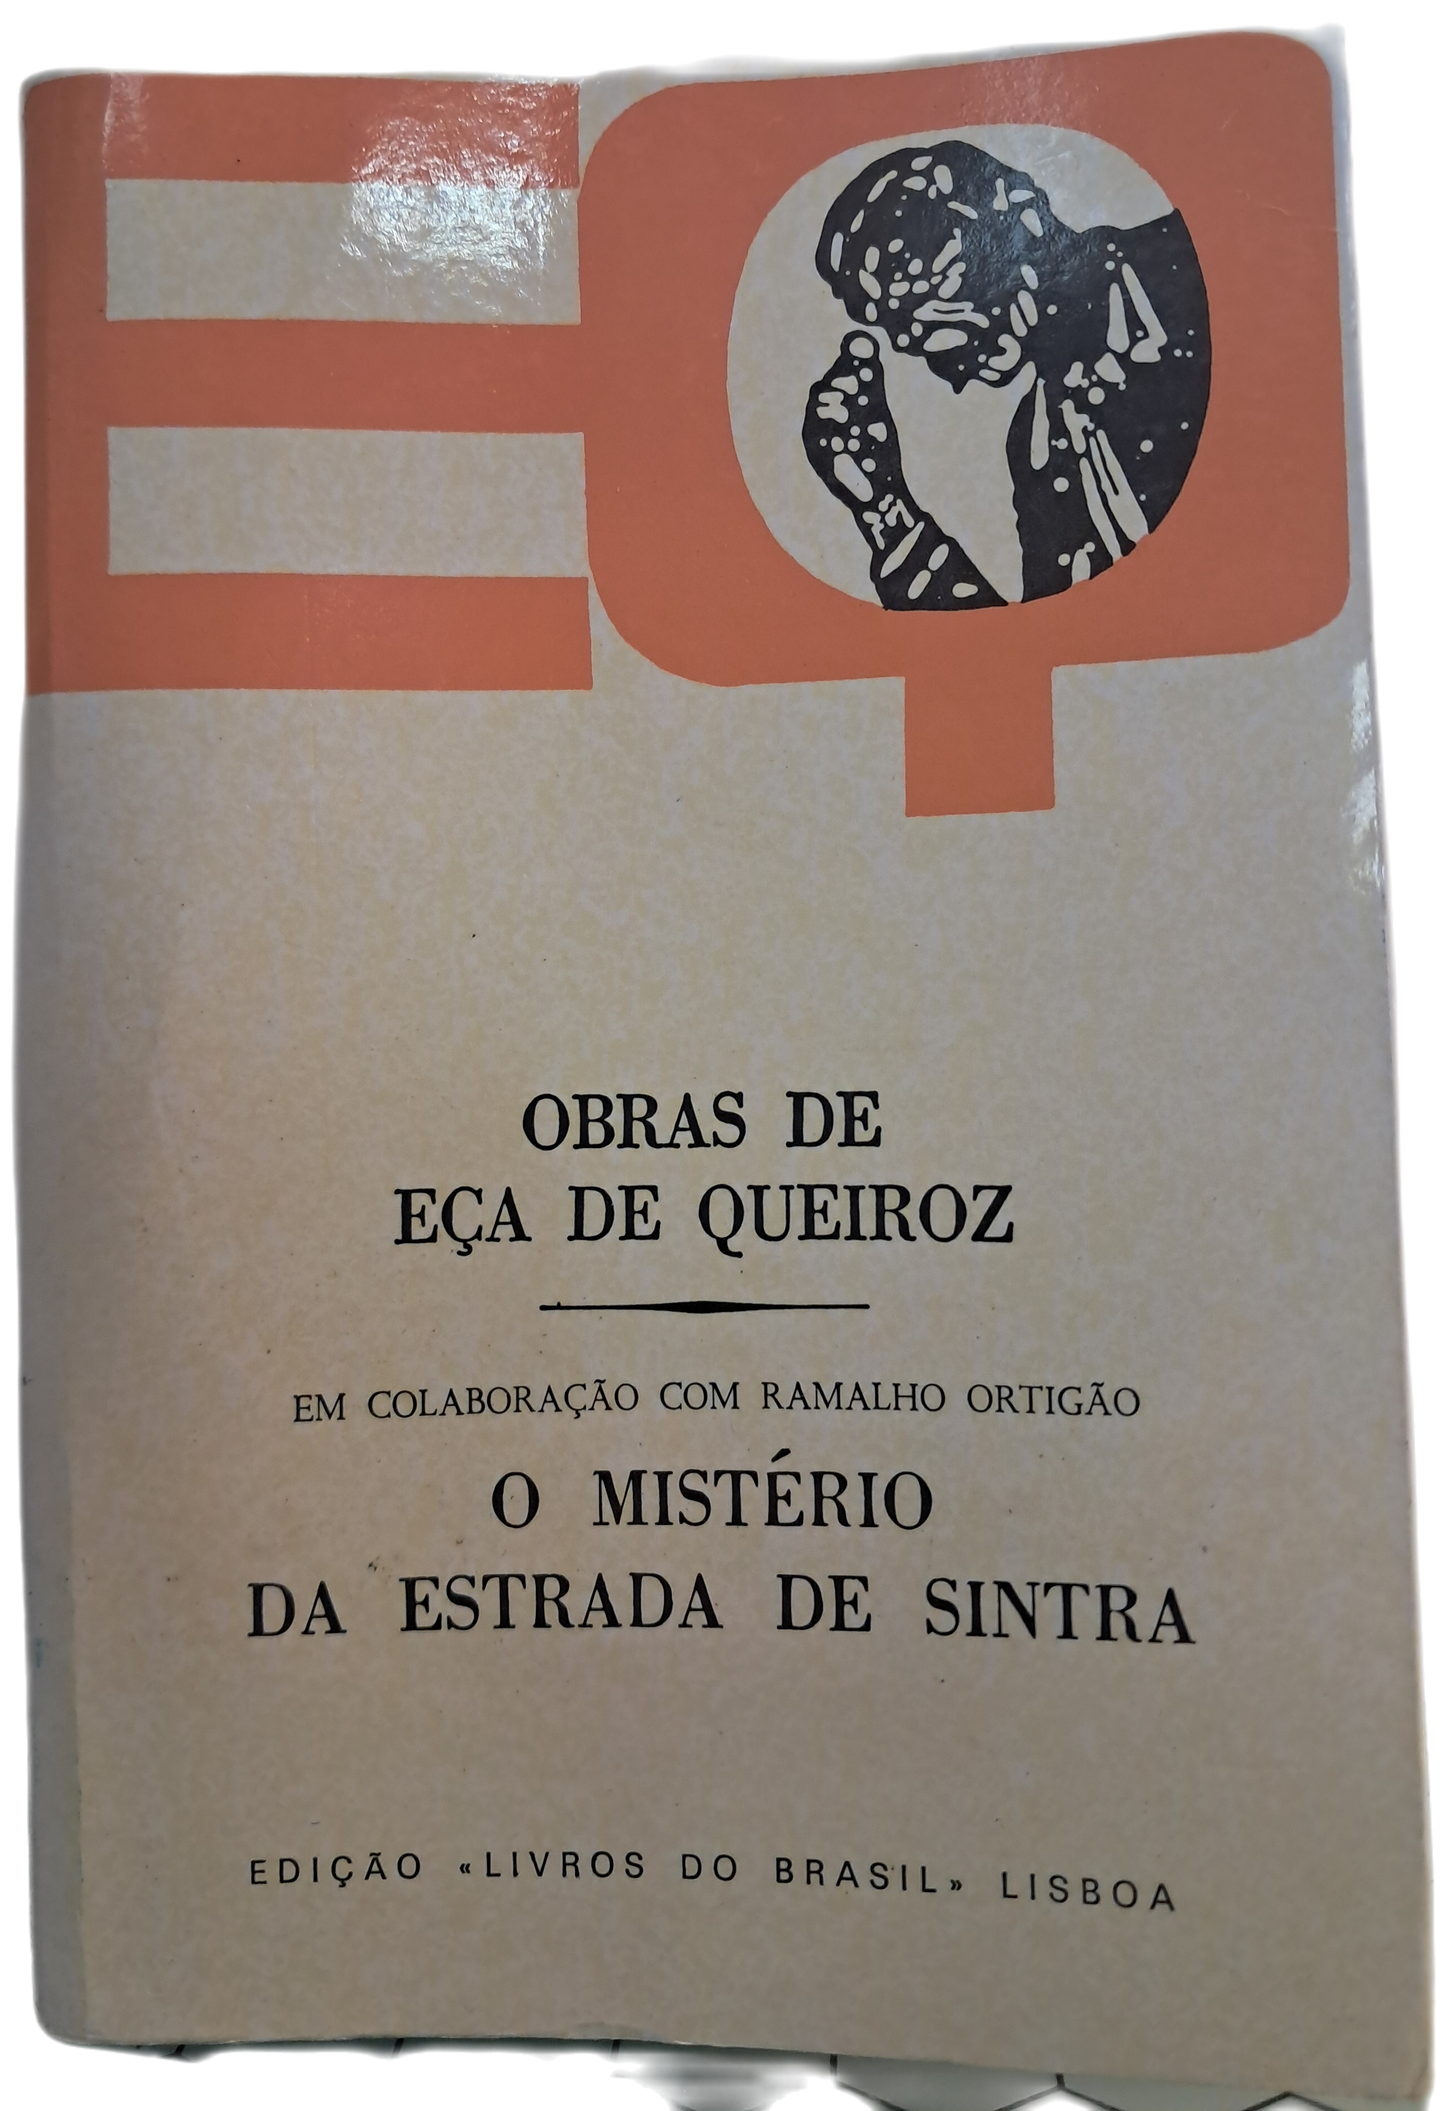 EQ
OBRAS DE
EÇA DE QUEIROZ
EM COLABORAÇÃO COM RAMALHO ORTIGÃO
O MISTÉRIO
DA ESTRADA DE SINTRA
EDIÇÃO «LIVROS DO BRASIL» LISBOA